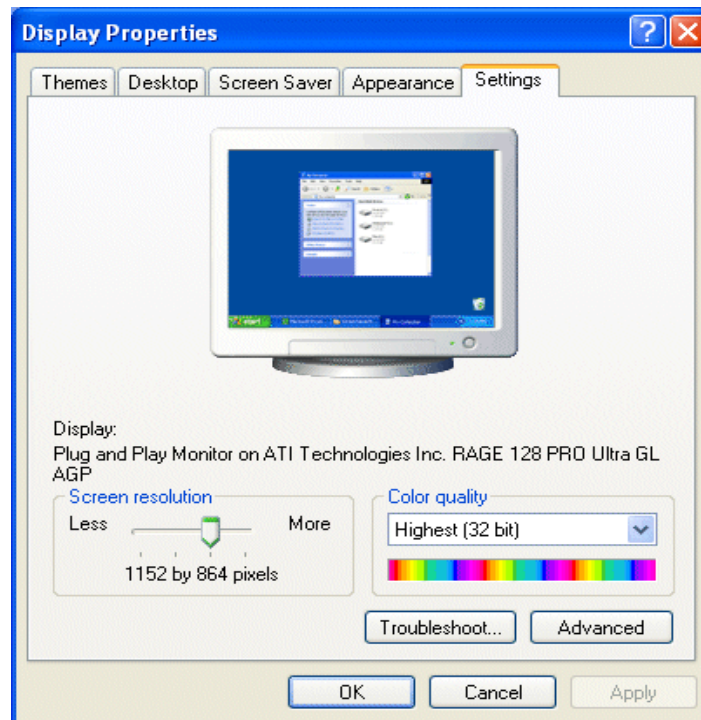 Display Properties
Themes Desktop Screen Saver Appearance Settings
start
Display:
Plug and Play Monitor on ATI Technologies Inc. RAGE 128 PRO Ultra GL
AGP
Screen resolution
Less More
1152 by 864 pixels
Color quality
Highest (32 bit)
Troubleshoot... Advanced
OK Cancel Apply